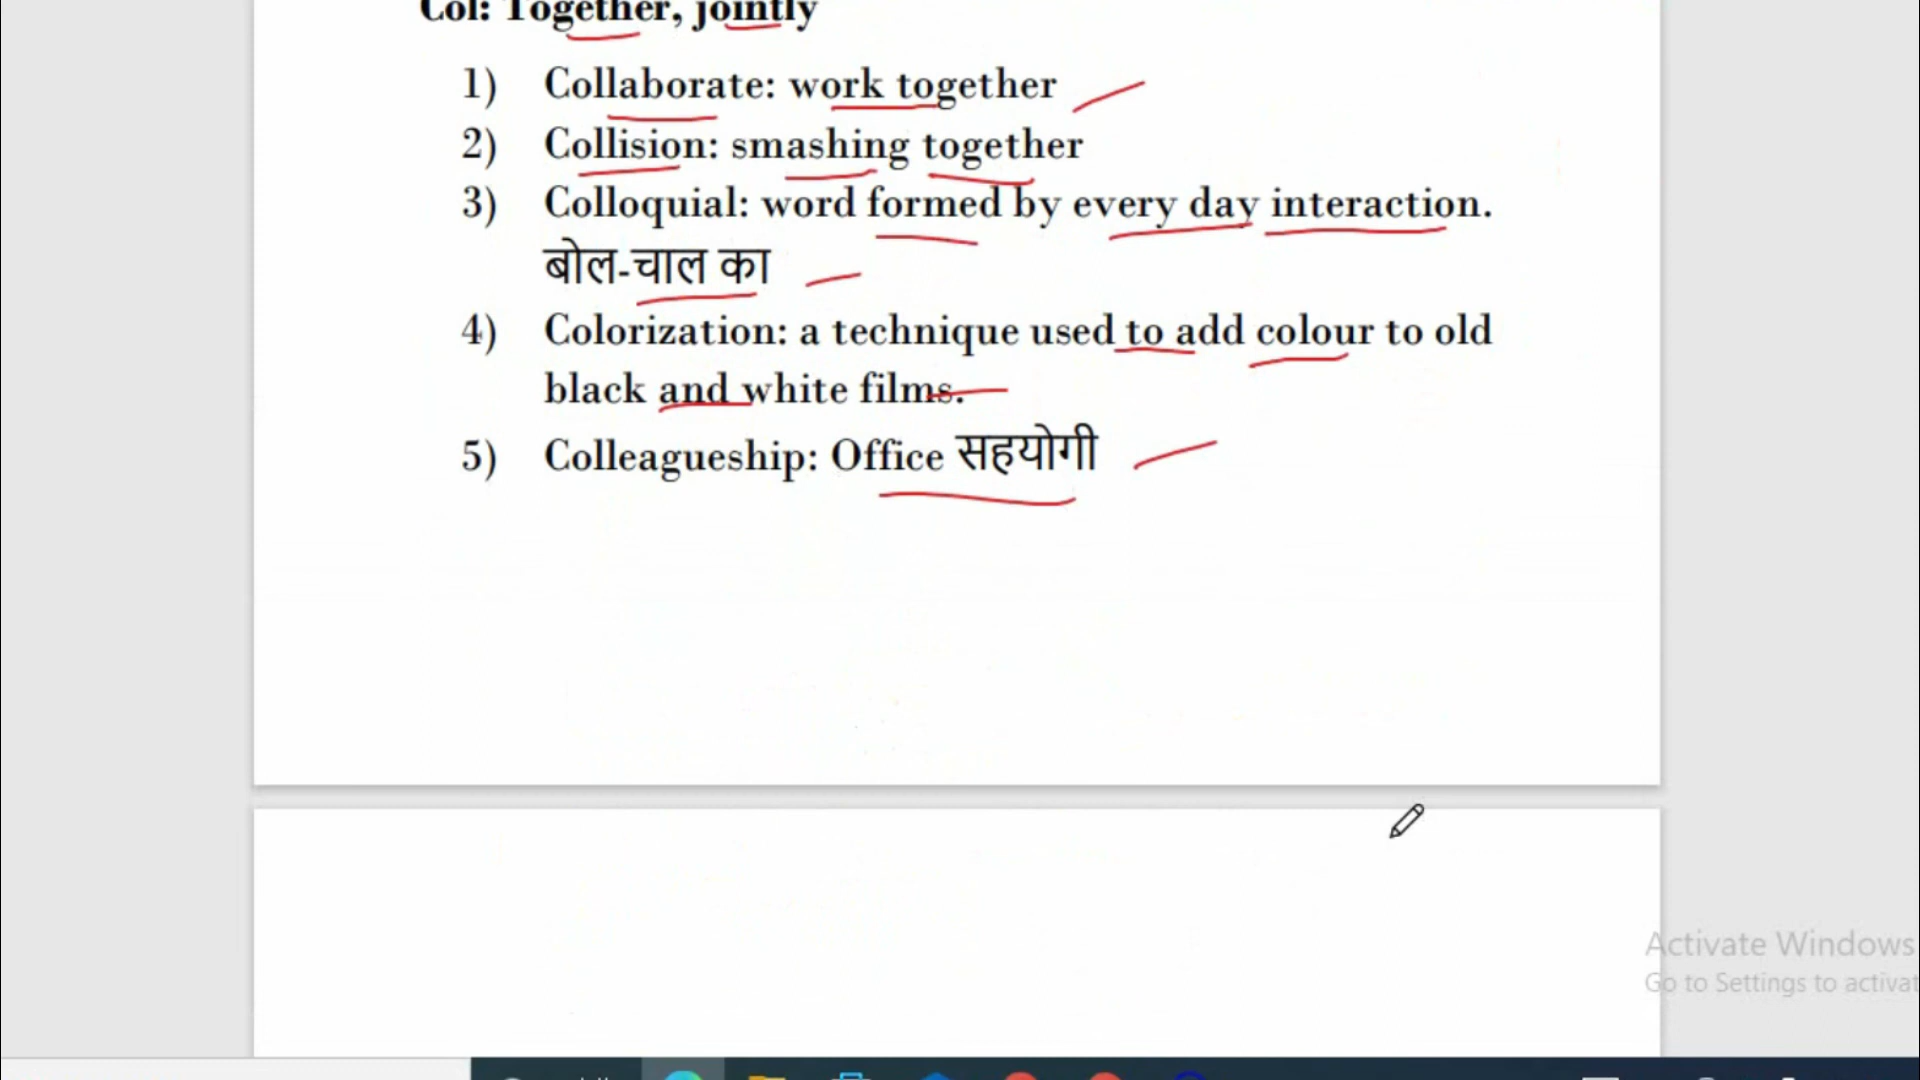 Col: Together, jointly
1) Collaborate: work together
2) Collision: smashing together
3) Colloquial: word formed by every day interaction.
बोल-चाल का
4) Colorization: a technique used to add colour to old
black and white films.
5) Colleagueship: Office सहयोगी
Activate Windows
Go to Settings to activat